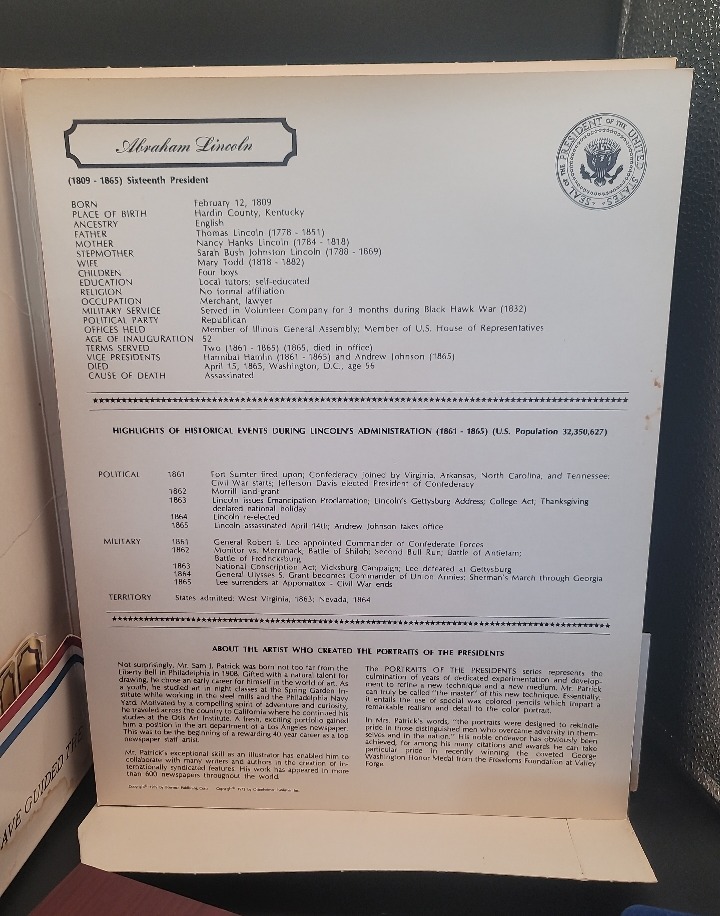 Abraham Lincoln
SEAL OF THE PRESIDENT OF THE UNITED STATES
(1809 - 1865) Sixteenth President
BORN February 12, 1809
PLACE OF BIRTH Hardin County, Kentucky
ANCESTRY English
FATHER Thomas Lincoln (1778 - 1851)
MOTHER Nancy Hanks Lincoln (1784 - 1818)
STEPMOTHER Sarah Bush Johnston Lincoln (1788 - 1869)
WIFE Mary Todd (1818 - 1882)
CHILDREN Four boys
EDUCATION Local tutors; self-educated
RELIGION No formal affiliation
OCCUPATION Merchant, lawyer
MILITARY SERVICE Served in Volunteer Company for 3 months during Black Hawk War (1832)
POLITICAL PARTY Republican
OFFICES HELD Member of Illinois General Assembly; Member of U.S. House of Representatives
AGE OF INAUGURATION 52
TERMS SERVED Two (1861 - 1865) (1865, died in office)
VICE PRESIDENTS Hannibal Hamlin (1861 - 1865) and Andrew Johnson (1865)
DIED April 15, 1865, Washington, D.C., age 56
CAUSE OF DEATH Assassinated
HIGHLIGHTS OF HISTORICAL EVENTS DURING LINCOLN'S ADMINISTRATION (1861 - 1865) (U.S. Population 32,350,627)
POLITICAL 1861 Fort Sumter fired upon; Confederacy joined by Virginia, Arkansas, North Carolina, and Tennessee;
Civil War starts; Jefferson Davis elected President of Confederacy
1862 Morrill land grant
1863 Lincoln issues Emancipation Proclamation; Lincoln's Gettysburg Address; College Act; Thanksgiving
declared national holiday
1864 Lincoln re-elected
1865 Lincoln assassinated April 14th; Andrew Johnson takes office
MILITARY 1861 General Robert E. Lee appointed Commander of Confederate Forces
1862 Monitor vs. Merrimack, Battle of Shiloh; Second Bull Run; Battle of Antietam;
Battle of Fredricksburg
1863 National Conscription Act; Vicksburg Campaign; Lee defeated at Gettysburg
1864 General Ulysses S. Grant becomes Commander of Union Armies; Sherman's March through Georgia
1865 Lee surrenders at Appomattox - Civil War ends
TERRITORY States admitted: West Virginia, 1863; Nevada, 1864
ABOUT THE ARTIST WHO CREATED THE PORTRAITS OF THE PRESIDENTS
Not surprisingly, Mr. Sam J. Patrick was born not too far from the
Liberty Bell in Philadelphia in 1908. Gifted with a natural talent for
drawing, he chose an early career for himself in the world of art. As
a youth, he studied art in night classes at the Spring Garden In-
stitute while working in the steel mills and the Philadelphia Navy
Yard. Motivated by a compelling spirit of adventure and curiosity,
he traveled across the country to California where he continued his
studies at the Otis Art Institute. A fresh, exciting portfolio gained
him a position in the art department of a Los Angeles newspaper.
This was to be the beginning of a rewarding 40 year career as a top
newspaper staff artist.
Mr. Patrick's exceptional skill as an illustrator has enabled him to
collaborate with many writers and authors in the creation of in-
ternationally syndicated features. His work has appeared in more
than 600 newspapers throughout the world.
The PORTRAITS OF THE PRESIDENTS series represents the
culmination of years of dedicated experimentation and develop-
ment to refine a new technique and a new medium. Mr. Patrick
can truly be called "the master" of this new technique. Essentially,
it entails the use of special wax colored pencils which impart a
remarkable realism and detail to the color portrait.
In Mrs. Patrick's words, "the portraits were designed to rekindle
pride in those distinguished men who overcame adversity in them-
selves and in the nation." His noble endeavor has obviously been
achieved, for among his many citations and awards he can take
particular pride in recently winning the coveted George
Washington Honor Medal from the Freedoms Foundation at Valley
Forge.
AVE GUIDED THE